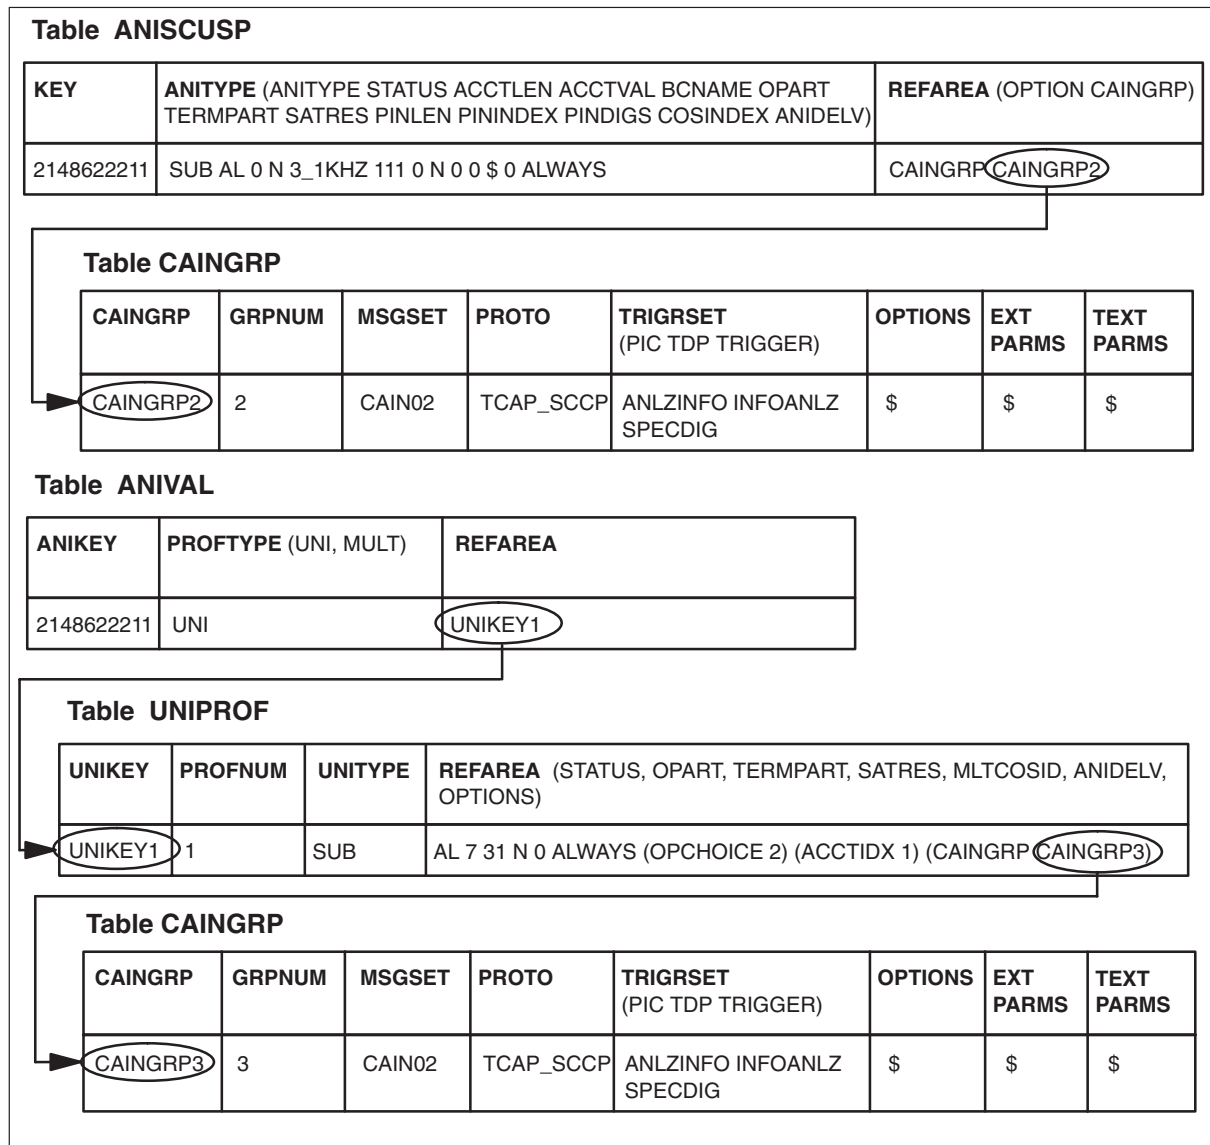 Table ANISCUSP
KEY
ANITYPE (ANITYPE STATUS ACCTLEN ACCTVAL BCNAME OPART
TERMPART SATRES PINLEN PININDEX PINDIGS COSINDEX ANIDELV)
REFAREA (OPTION CAINGRP)
2148622211
SUB AL 0 N 3_1KHZ 111 0 N 0 0 $ 0 ALWAYS
CAINGRP CAINGRP2
Table CAINGRP
CAINGRP
GRPNUM
MSGSET
PROTO
TRIGRSET
(PIC TDP TRIGGER)
OPTIONS
EXT
PARMS
TEXT
PARMS
CAINGRP2
2
CAIN02
TCAP_SCCP
ANLZINFO INFOANLZ
SPECDIG
$
$
$
Table ANIVAL
ANIKEY
PROFTYPE (UNI, MULT)
REFAREA
2148622211
UNI
UNIKEY1
Table UNIPROF
UNIKEY
PROFNUM
UNITYPE
REFAREA (STATUS, OPART, TERMPART, SATRES, MLTCOSID, ANIDELV,
OPTIONS)
UNIKEY1
1
SUB
AL 7 31 N 0 ALWAYS (OPCHOICE 2) (ACCTIDX 1) (CAINGRP CAINGRP3)
Table CAINGRP
CAINGRP
GRPNUM
MSGSET
PROTO
TRIGRSET
(PIC TDP TRIGGER)
OPTIONS
EXT
PARMS
TEXT
PARMS
CAINGRP3
3
CAIN02
TCAP_SCCP
ANLZINFO INFOANLZ
SPECDIG
$
$
$